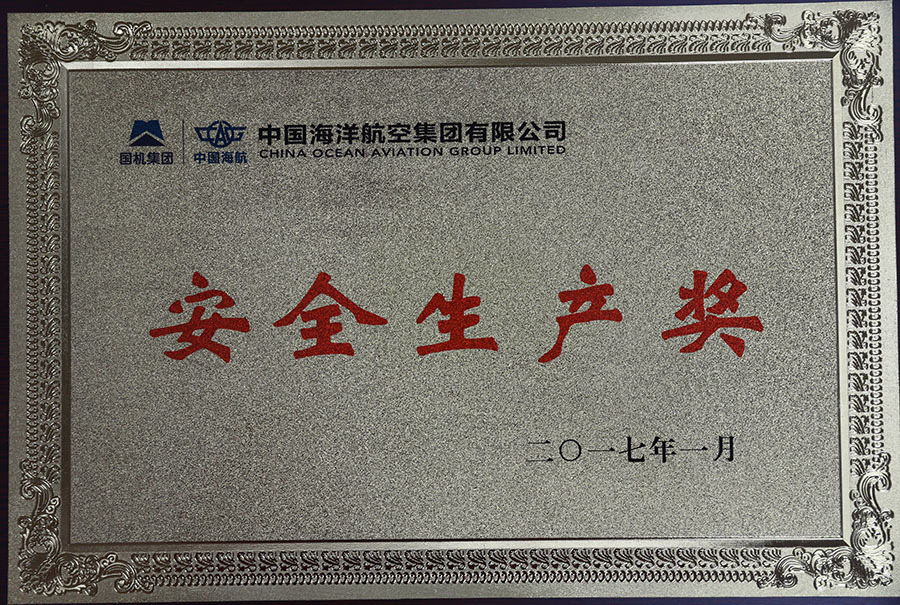 国机集团
CAG
中国海航
中国海洋航空集团有限公司
CHINA OCEAN AVIATION GROUP LIMITED
安全生产奖
二〇一七年一月